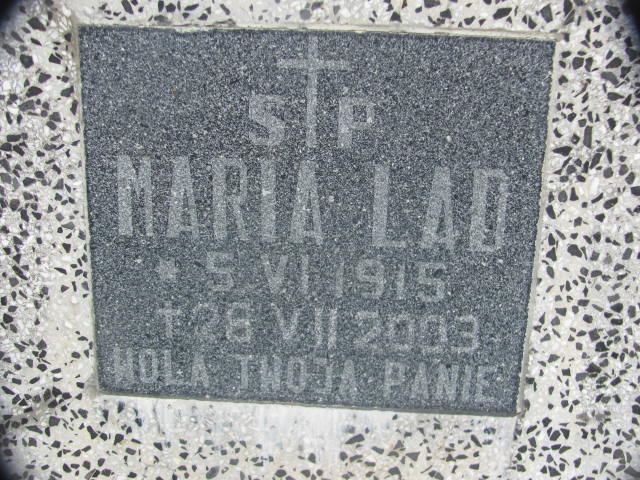 S P
MARIA LAD
* 5 VI 1915
† 28 VII 2003
WOLA TWOJA PANIE